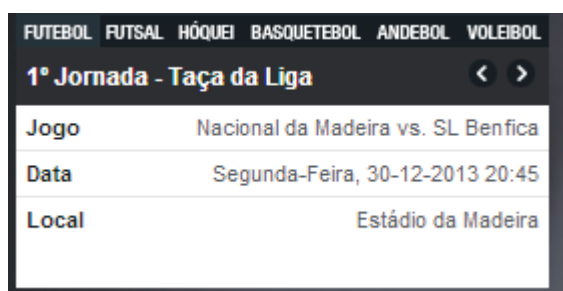 FUTEBOL FUTSAL HÓQUEI BASQUETEBOL ANDEBOL VOLEIBOL
1ª Jornada - Taça da Liga
Jogo Nacional da Madeira vs. SL Benfica
Data Segunda-Feira, 30-12-2013 20:45
Local Estádio da Madeira